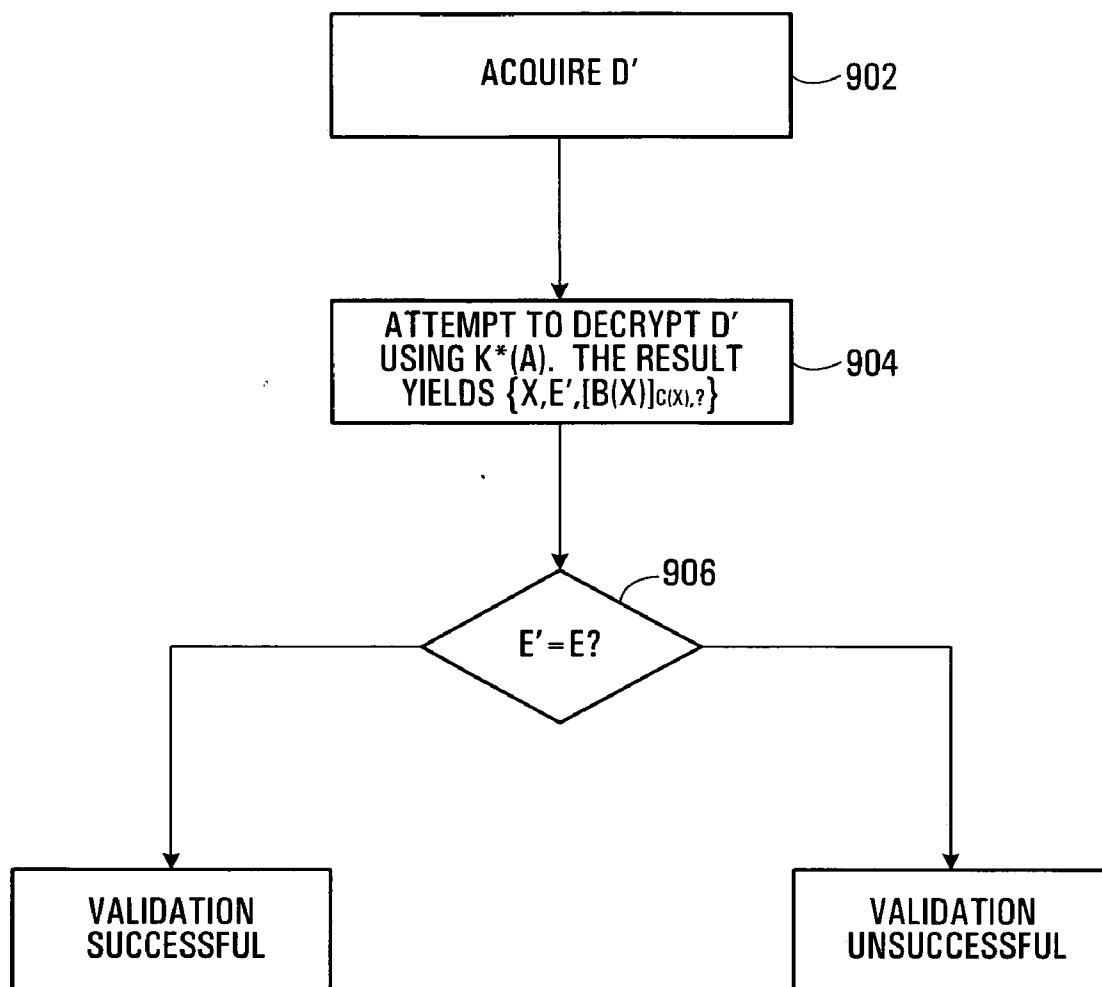 ACQUIRE D'
902
ATTEMPT TO DECRYPT D'
USING K*(A). THE RESULT
YIELDS {X,E',[B(X)]C(X),?}
904
906
E'=E?
VALIDATION
SUCCESSFUL
VALIDATION
UNSUCCESSFUL